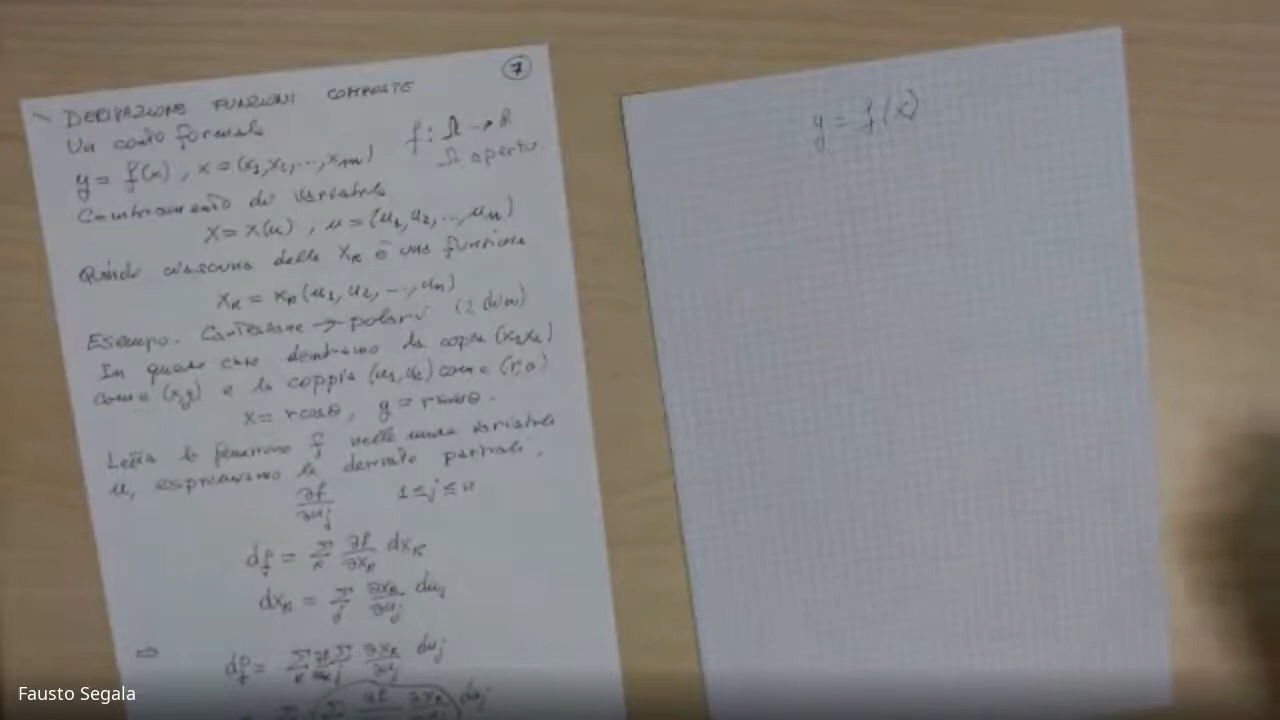 7
DERIVAZIONE FUNZIONI COMPOSTE
Un conto formale
y = f(x), x = (x₁, x₂, ..., xₘ) f: Ω → ℝ
Ω aperto
Cambiamento di variabili
x = x(u), u = (u₁, u₂, ..., uₙ)
Quindi ciascuna delle xₖ è una funzione
xₖ = xₖ(u₁, u₂, ..., uₙ)
Esempo. Cartesiane → polari (2 dim)
In questo caso denotiamo la coppia (x₁, x₂)
come (x,y) e la coppia (u₁, u₂) come (r, θ)
x = r cos θ, y = r sin θ.
Letta la funzione f nelle nuove variabili
u, esprimiamo le derivate parziali.
∂f/∂uⱼ 1 ≤ j ≤ n
df = Σₖ ∂f/∂xₖ dxₖ
dxₖ = Σⱼ ∂xₖ/∂uⱼ duⱼ
⇒
df = Σₖ ∂f/∂xₖ Σⱼ ∂xₖ/∂uⱼ duⱼ
y = f(x)
Fausto Segala